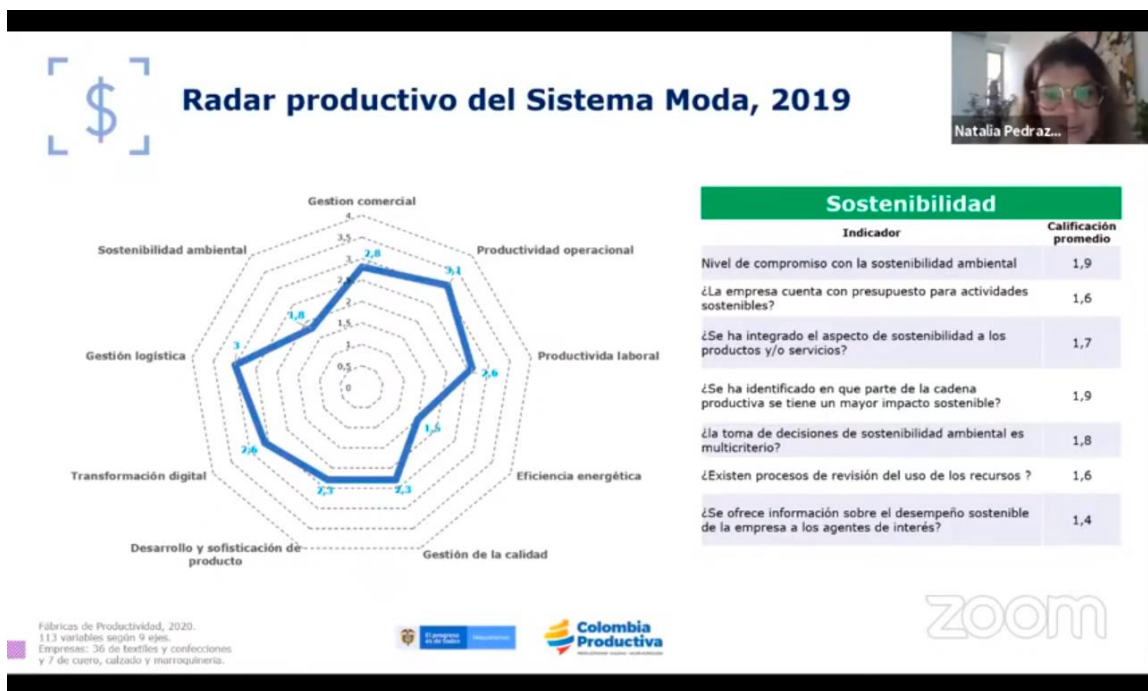 Radar productivo del Sistema Moda, 2019
Natalia Pedraz...
Gestion comercial
4
3,5
3
2,5
2
1,5
1
0,5
0
2,8
Productividad operacional
3,1
Productivida laboral
2,6
Eficiencia energética
1,5
Gestión de la calidad
2,3
Desarrollo y sofisticación de
producto
2,3
Transformación digital
2,6
Gestión logística
3
Sostenibilidad ambiental
1,8
Sostenibilidad
Indicador
Calificación
promedio
Nivel de compromiso con la sostenibilidad ambiental 1,9
¿La empresa cuenta con presupuesto para actividades
sostenibles? 1,6
¿Se ha integrado el aspecto de sostenibilidad a los
productos y/o servicios? 1,7
¿Se ha identificado en que parte de la cadena
productiva se tiene un mayor impacto sostenible? 1,9
¿la toma de decisiones de sostenibilidad ambiental es
multicriterio? 1,8
¿Existen procesos de revisión del uso de los recursos ? 1,6
¿Se ofrece información sobre el desempeño sostenible
de la empresa a los agentes de interés? 1,4
Fábricas de Productividad, 2020.
113 variables según 9 ejes.
Empresas: 36 de textiles y confecciones
y 7 de cuero, calzado y marroquinería.
El progreso
es de todos
Colombia
Productiva
zoom